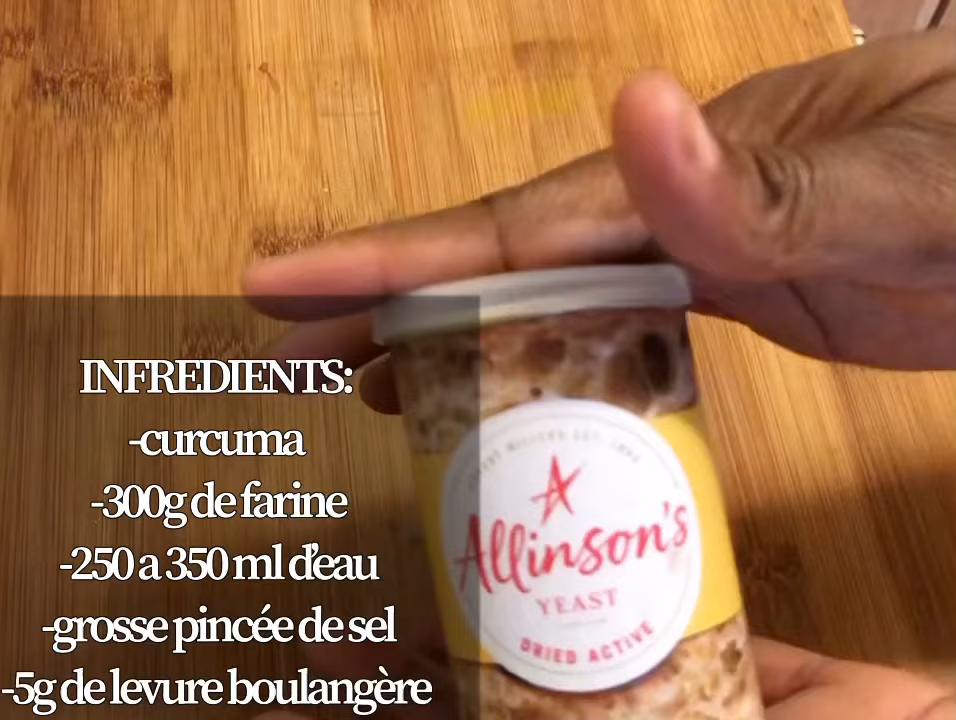 INFREDIENTS:
-curcuma
-300g de farine
-250 a 350 ml d'eau
-grosse pincée de sel
-5g de levure boulangère
Allinson's
YEAST
DRIED ACTIVE